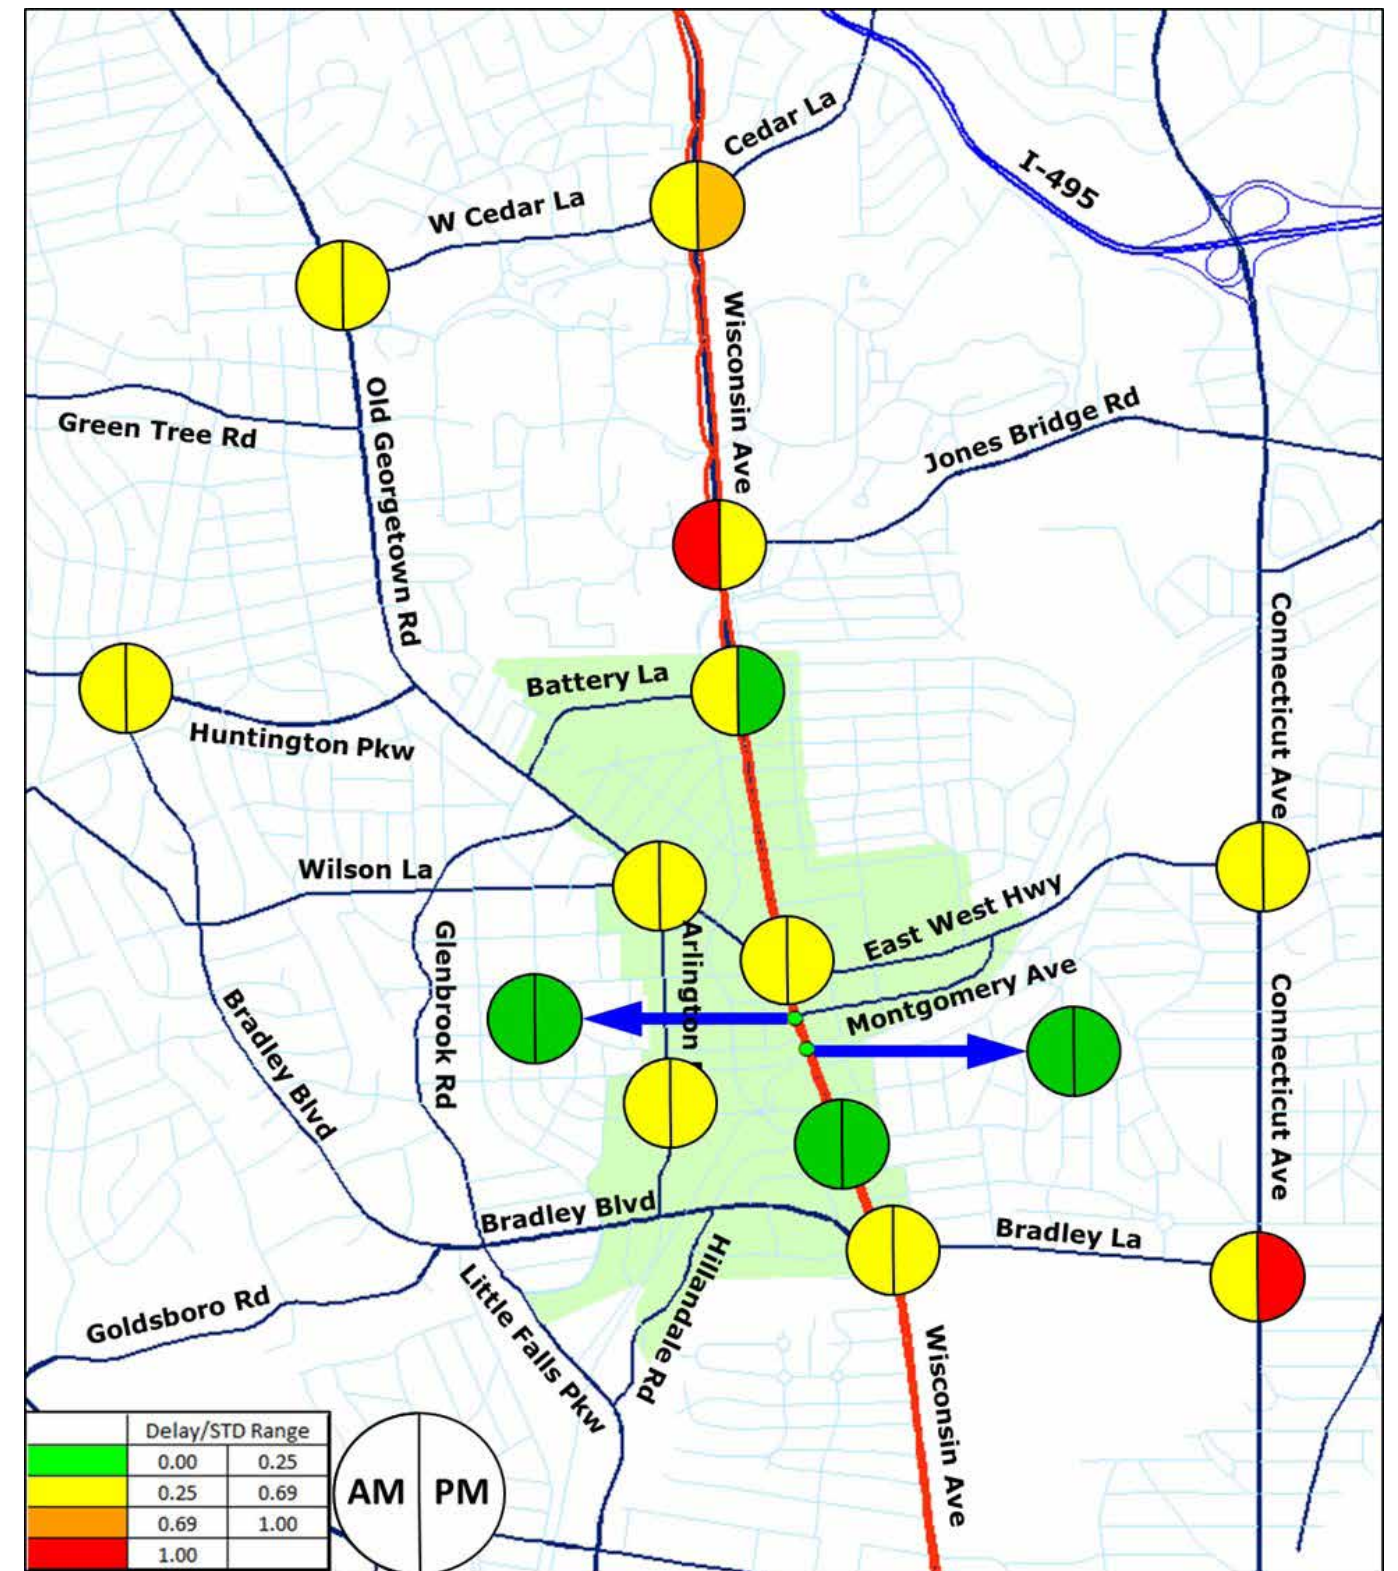 Cedar La
I-495
W Cedar La
Wisconsin Ave
Old Georgetown Rd
Green Tree Rd
Jones Bridge Rd
Connecticut Ave
Battery La
Huntington Pkw
Wilson La
Arlington
East West Hwy
Glenbrook Rd
Montgomery Ave
Connecticut Ave
Bradley Blvd
Bradley Blvd
Bradley La
Hillandale Rd
Little Falls Pkw
Goldsboro Rd
Wisconsin Ave
Delay/STD Range
0.00 0.25
0.25 0.69
0.69 1.00
1.00
AM PM